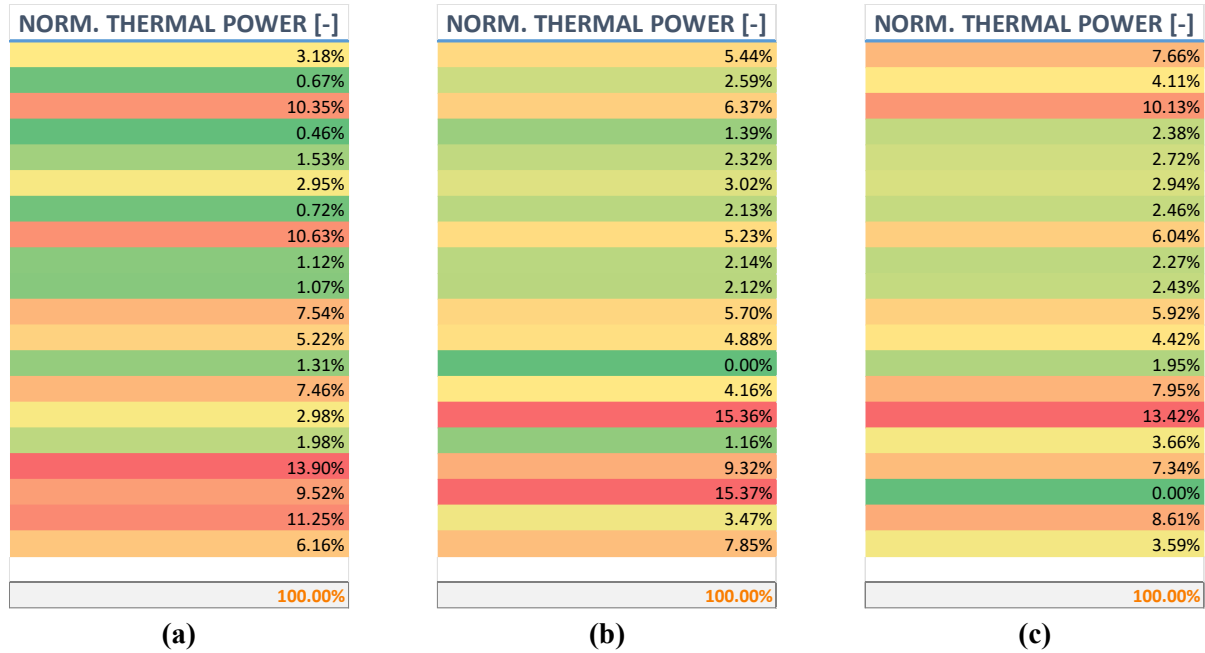 NORM. THERMAL POWER [-] NORM. THERMAL POWER [-] NORM. THERMAL POWER [-]
3.18% 5.44% 7.66%
0.67% 2.59% 4.11%
10.35% 6.37% 10.13%
0.46% 1.39% 2.38%
1.53% 2.32% 2.72%
2.95% 3.02% 2.94%
0.72% 2.13% 2.46%
10.63% 5.23% 6.04%
1.12% 2.14% 2.27%
1.07% 2.12% 2.43%
7.54% 5.70% 5.92%
5.22% 4.88% 4.42%
1.31% 0.00% 1.95%
7.46% 4.16% 7.95%
2.98% 15.36% 13.42%
1.98% 1.16% 3.66%
13.90% 9.32% 7.34%
9.52% 15.37% 0.00%
11.25% 3.47% 8.61%
6.16% 7.85% 3.59%
100.00% 100.00% 100.00%
(a) (b) (c)